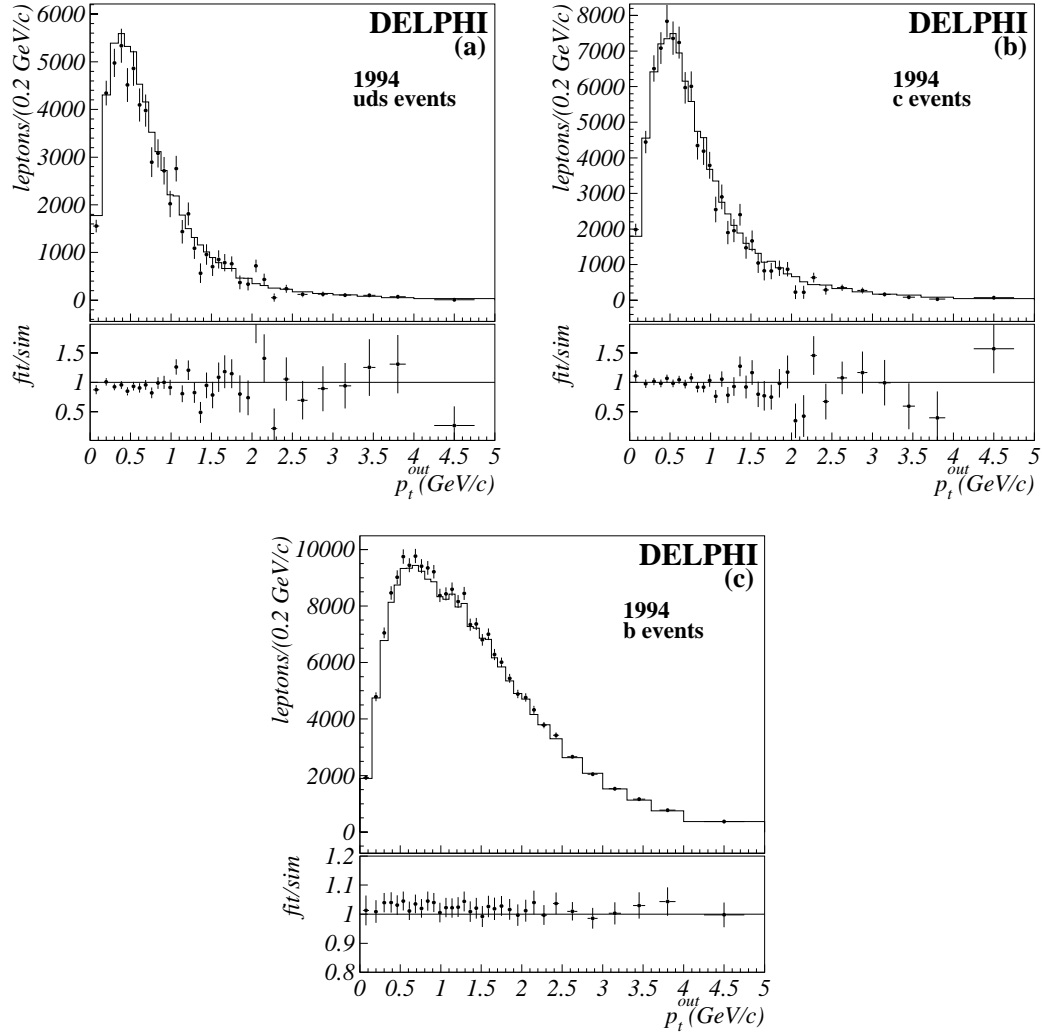 DELPHI
(a)
1994
uds events
leptons/(0.2 GeV/c)
6000
5000
4000
3000
2000
1000
0
fit/sim
1.5
1
0.5
0 0.5 1 1.5 2 2.5 3 3.5 4 4.5 5
p_t^out (GeV/c)
DELPHI
(b)
1994
c events
leptons/(0.2 GeV/c)
8000
7000
6000
5000
4000
3000
2000
1000
0
fit/sim
1.5
1
0.5
0 0.5 1 1.5 2 2.5 3 3.5 4 4.5 5
p_t^out (GeV/c)
DELPHI
(c)
1994
b events
leptons/(0.2 GeV/c)
10000
8000
6000
4000
2000
0
fit/sim
1.2
1.1
1
0.9
0.8
0 0.5 1 1.5 2 2.5 3 3.5 4 4.5 5
p_t^out (GeV/c)